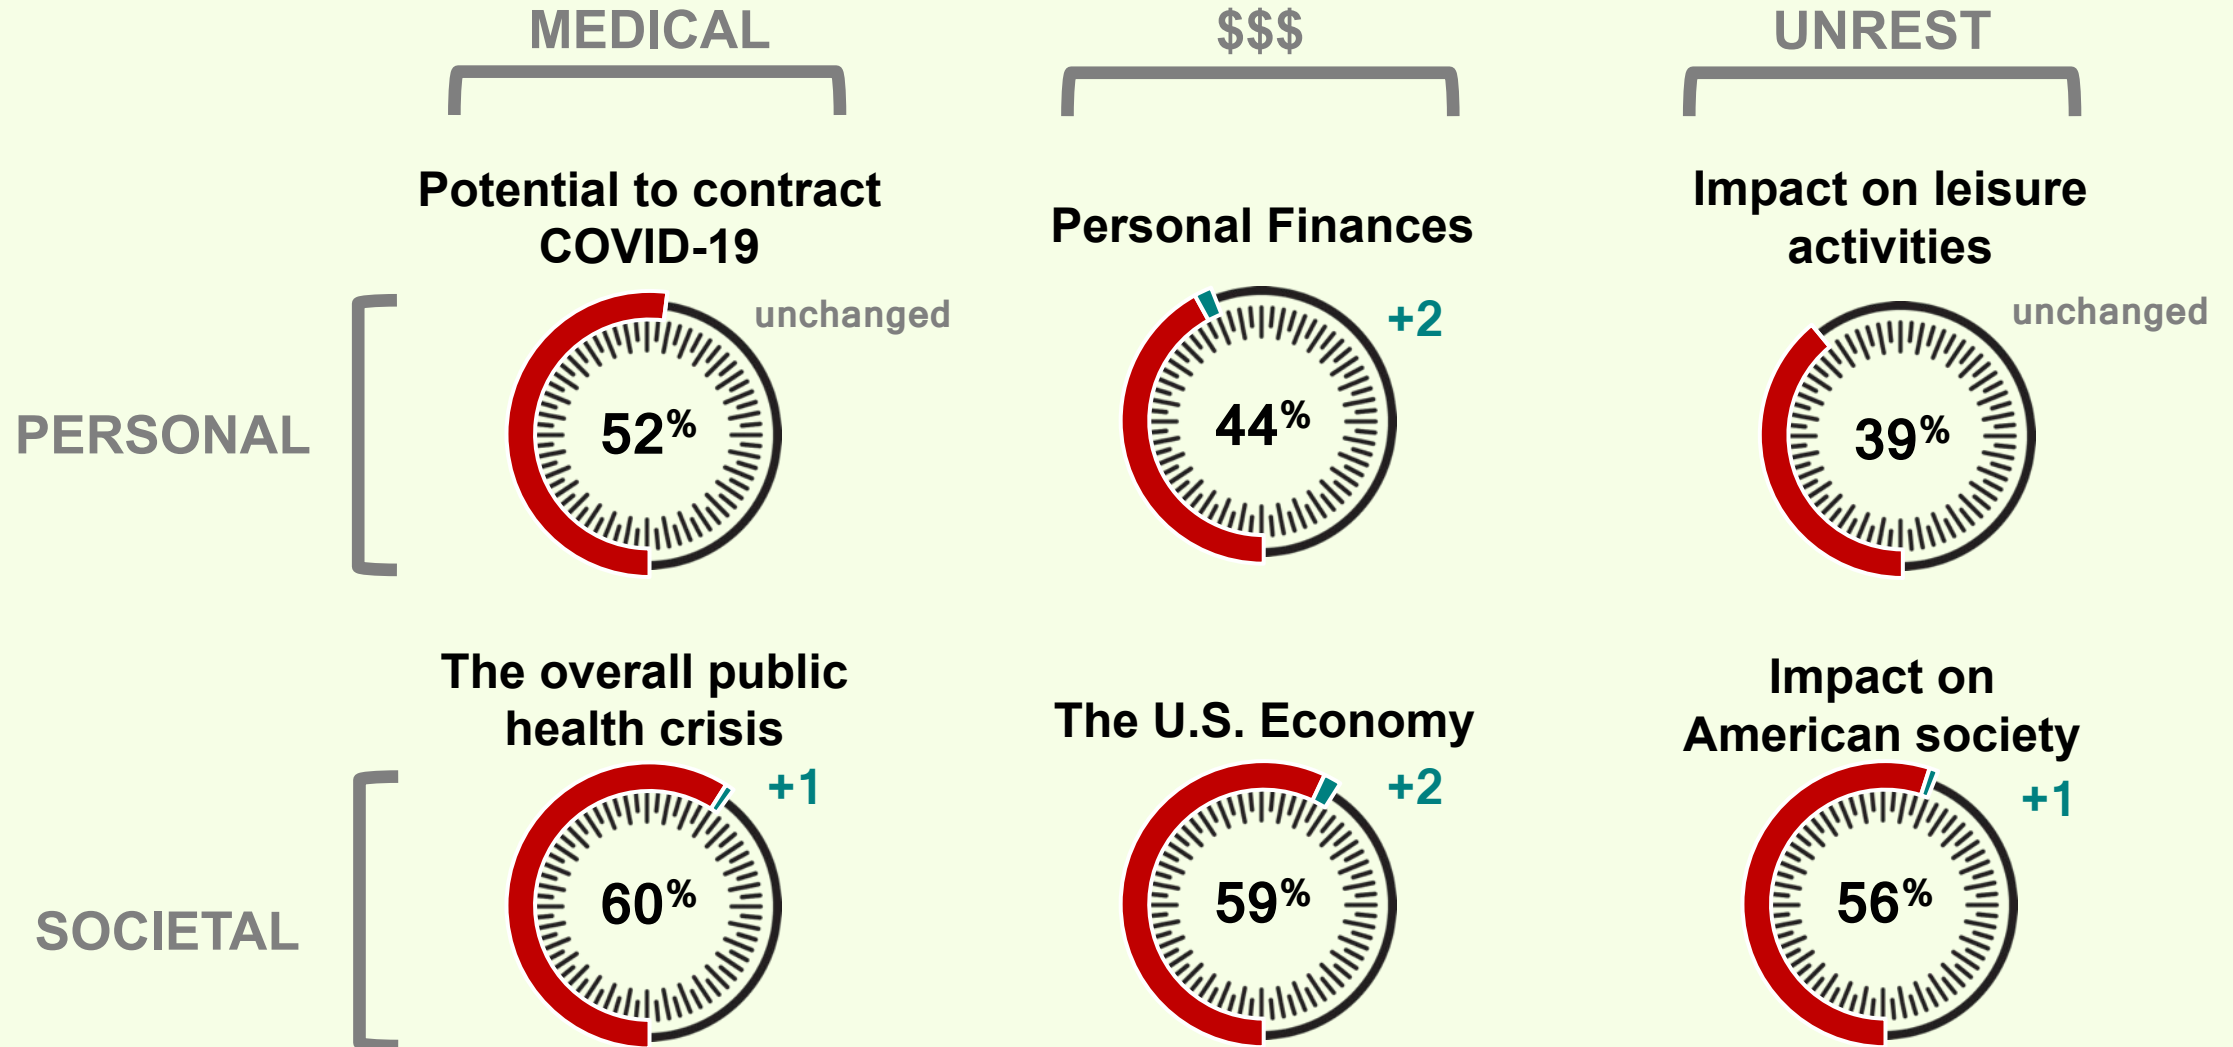 MEDICAL
$$$
UNREST
Potential to contract
COVID-19
Personal Finances
Impact on leisure
activities
PERSONAL
unchanged
52%
+2
44%
unchanged
39%
The overall public
health crisis
The U.S. Economy
Impact on
American society
SOCIETAL
+1
60%
+2
59%
+1
56%